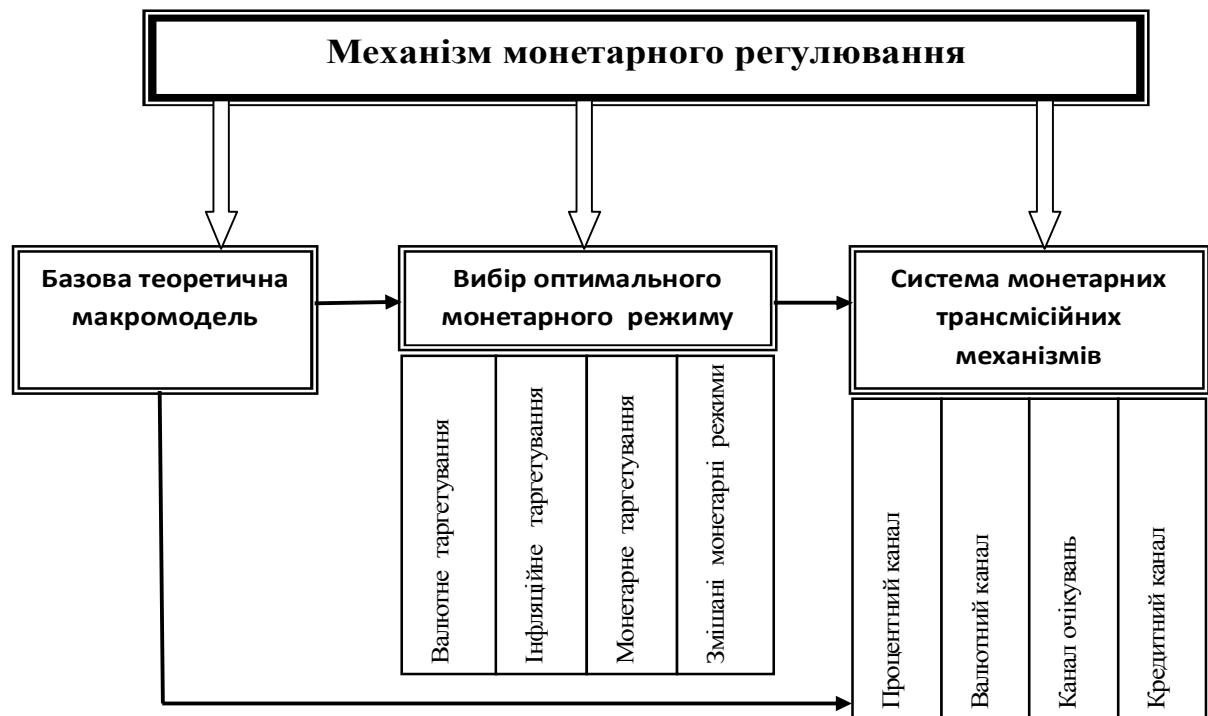 Механізм монетарного регулювання
Базова теоретична
макромодель
Вибір оптимального
монетарного режиму
Система монетарних
трансмісійних
механізмів
Валютне таргетування
Інфляційне таргетування
Монетарне таргетування
Змішані монетарні режими
Процентний канал
Валютний канал
Канал очікувань
Кредитний канал